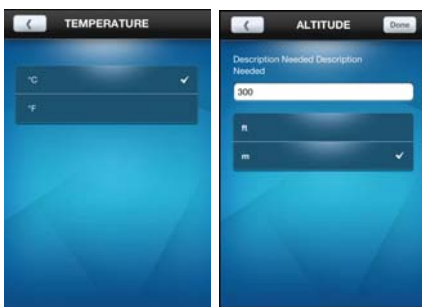 TEMPERATURE
°C
°F
ALTITUDE
Done
Description Needed Description
Needed
300
ft
m